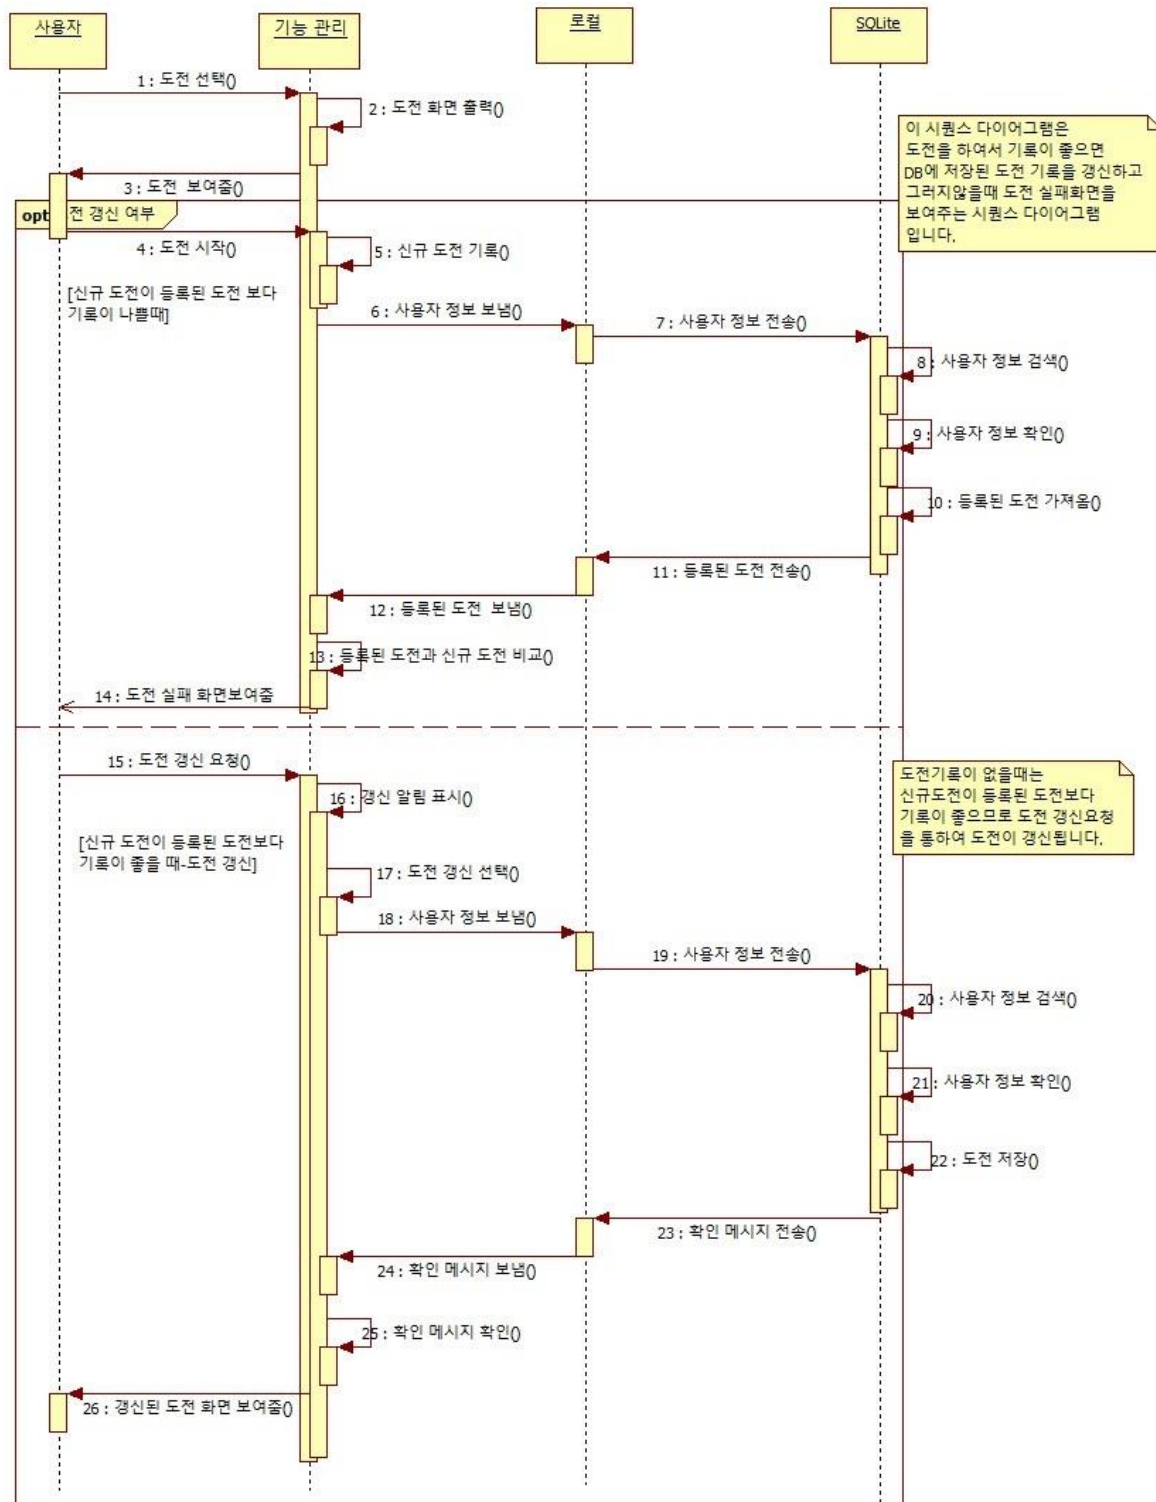 사용자
기능 관리
로컬
SQLite
1 : 도전 선택()
2 : 도전 화면 출력()
이 시퀀스 다이어그램은
도전을 하여서 기록이 좋으면
DB에 저장된 도전 기록을 갱신하고
그러지않을때 도전 실패화면을
보여주는 시퀀스 다이어그램
입니다.
3 : 도전 보여줌()
opt
전 갱신 여부
4 : 도전 시작()
5 : 신규 도전 기록()
[신규 도전이 등록된 도전 보다
기록이 나쁠때]
6 : 사용자 정보 보냄()
7 : 사용자 정보 전송()
8 : 사용자 정보 검색()
9 : 사용자 정보 확인()
10 : 등록된 도전 가져옴()
11 : 등록된 도전 전송()
12 : 등록된 도전 보냄()
13 : 등록된 도전과 신규 도전 비교()
14 : 도전 실패 화면보여줌
15 : 도전 갱신 요청()
16 : 갱신 알림 표시()
도전기록이 없을때는
신규도전이 등록된 도전보다
기록이 좋으므로 도전 갱신요청
을 통하여 도전이 갱신됩니다.
[신규 도전이 등록된 도전보다
기록이 좋을 때-도전 갱신]
17 : 도전 갱신 선택()
18 : 사용자 정보 보냄()
19 : 사용자 정보 전송()
20 : 사용자 정보 검색()
21 : 사용자 정보 확인()
22 : 도전 저장()
23 : 확인 메시지 전송()
24 : 확인 메시지 보냄()
25 : 확인 메시지 확인()
26 : 갱신된 도전 화면 보여줌()